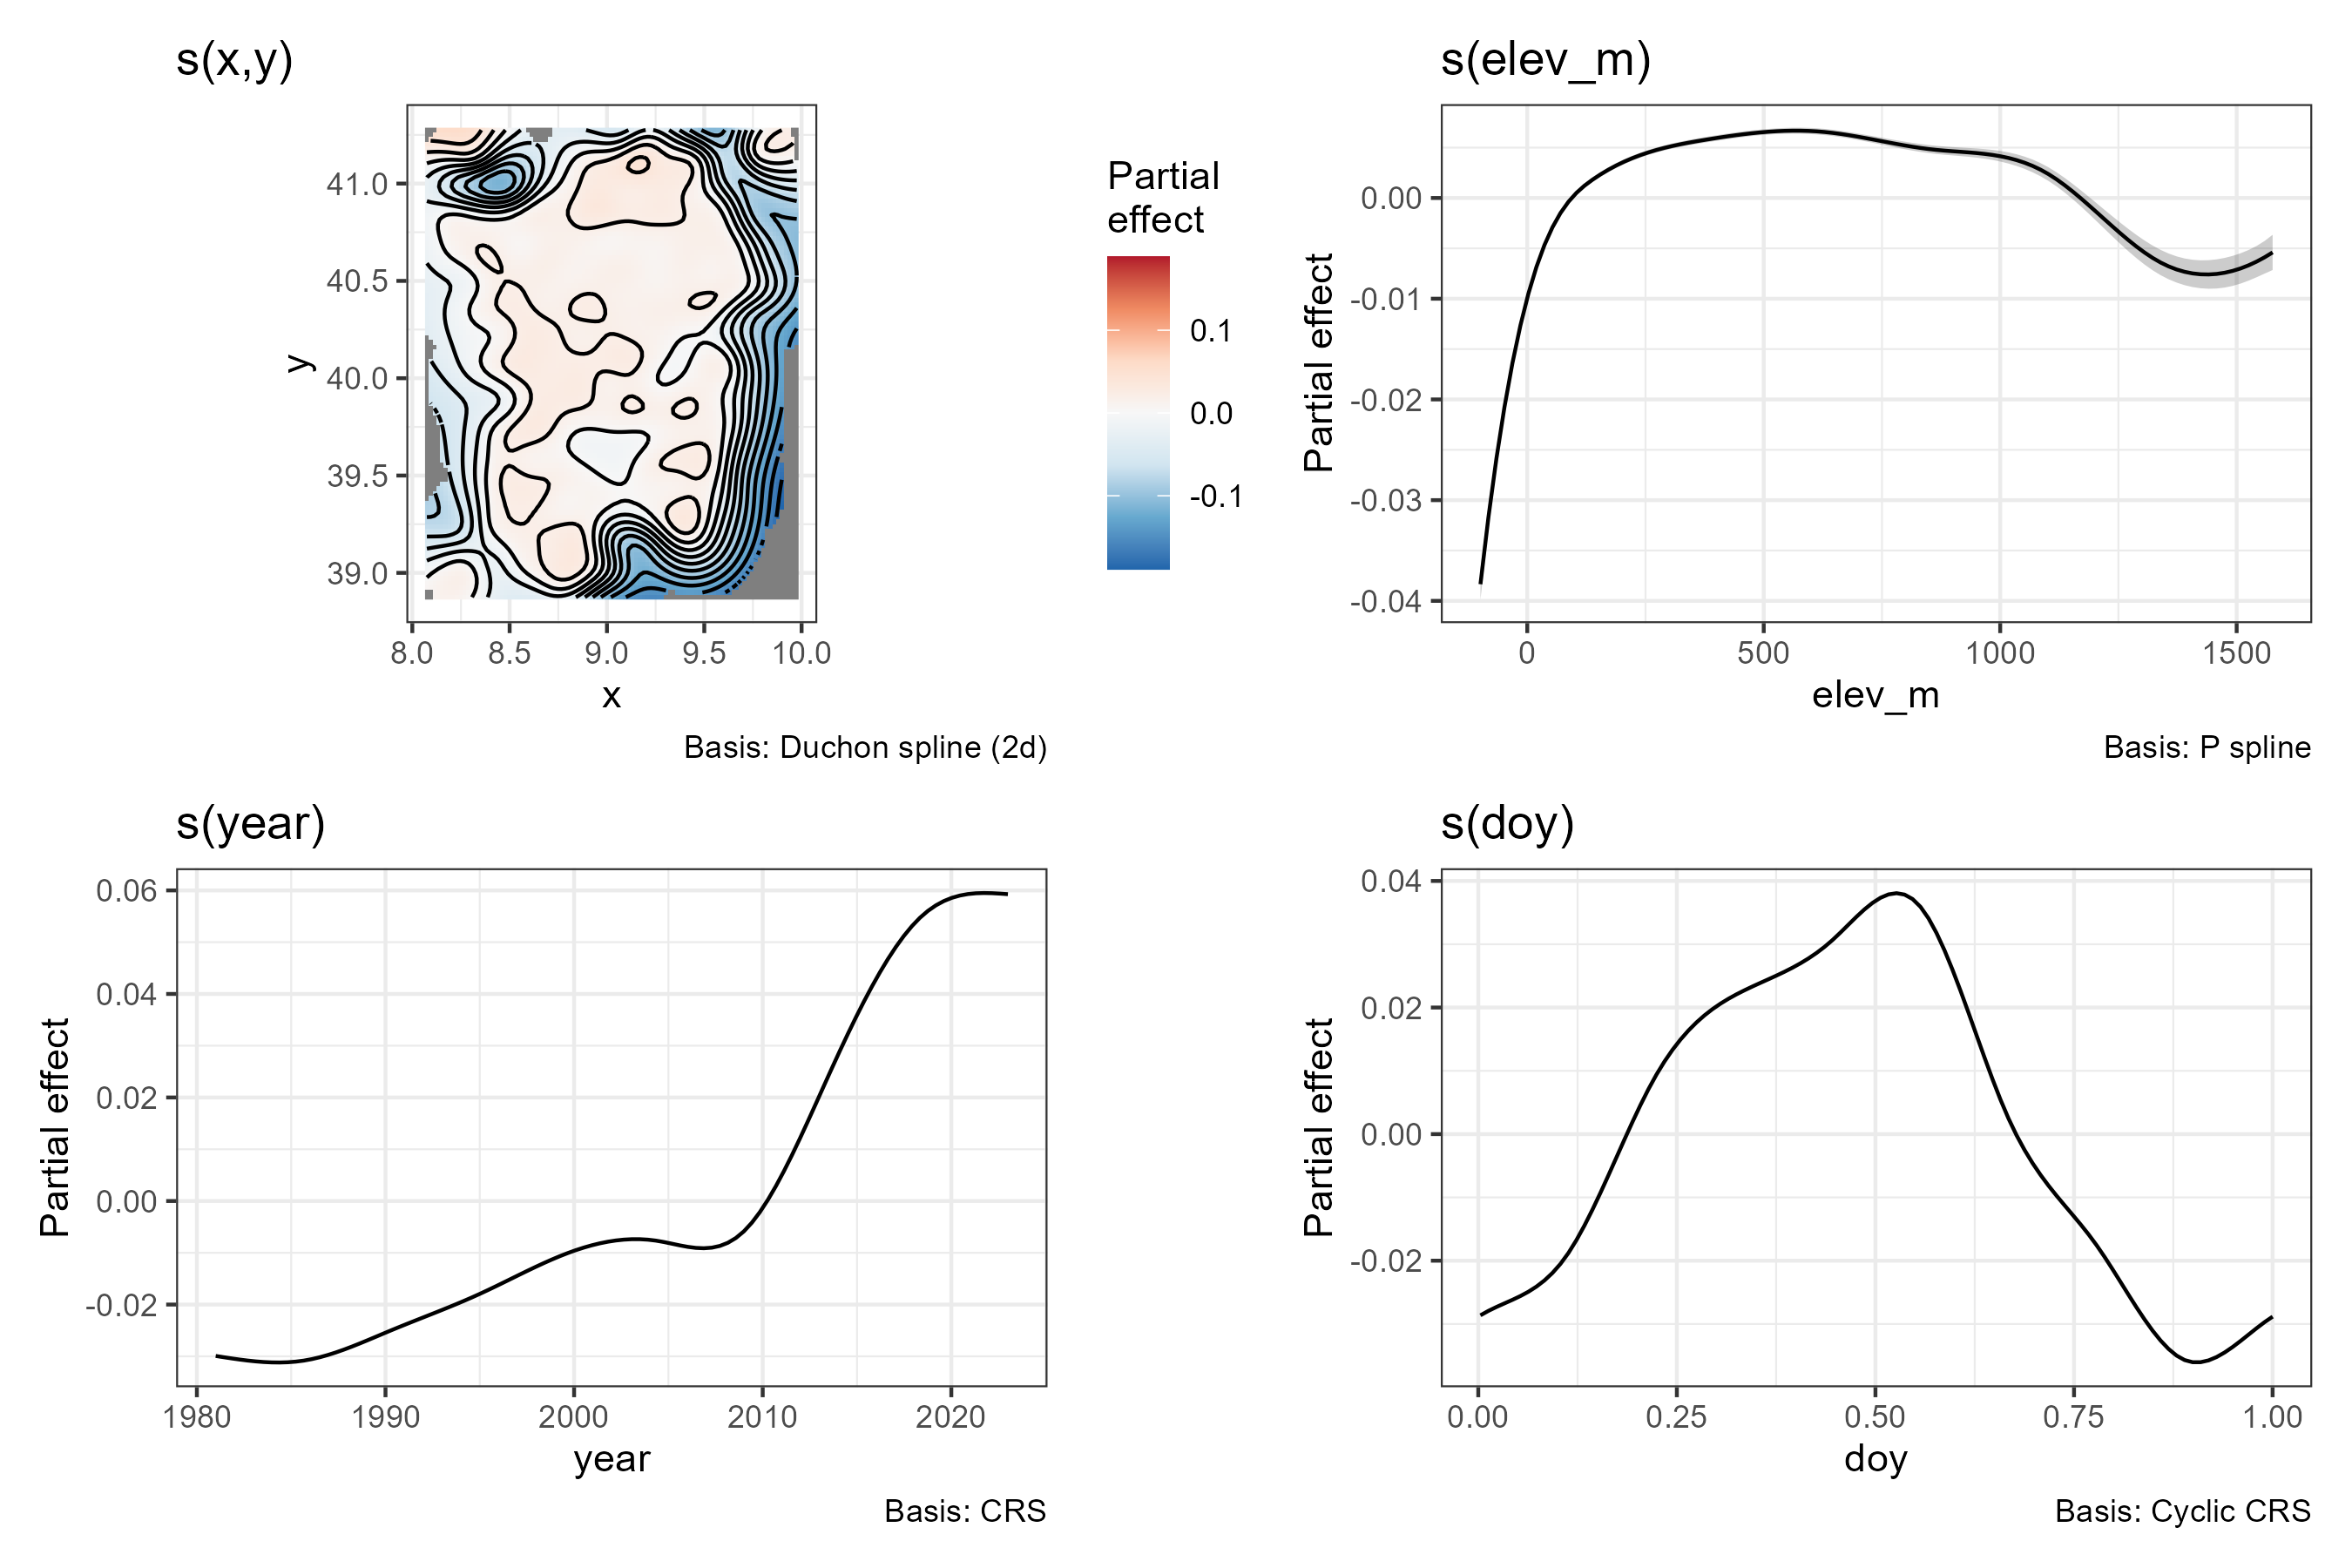 s(x,y)
41.0
40.5
40.0
39.5
39.0
y
8.0 8.5 9.0 9.5 10.0
x
Basis: Duchon spline (2d)
Partial
effect
0.1
0.0
-0.1
s(elev_m)
0.00
-0.01
-0.02
-0.03
-0.04
Partial effect
0 500 1000 1500
elev_m
Basis: P spline
s(year)
0.06
0.04
0.02
0.00
-0.02
Partial effect
1980 1990 2000 2010 2020
year
Basis: CRS
s(doy)
0.04
0.02
0.00
-0.02
Partial effect
0.00 0.25 0.50 0.75 1.00
doy
Basis: Cyclic CRS